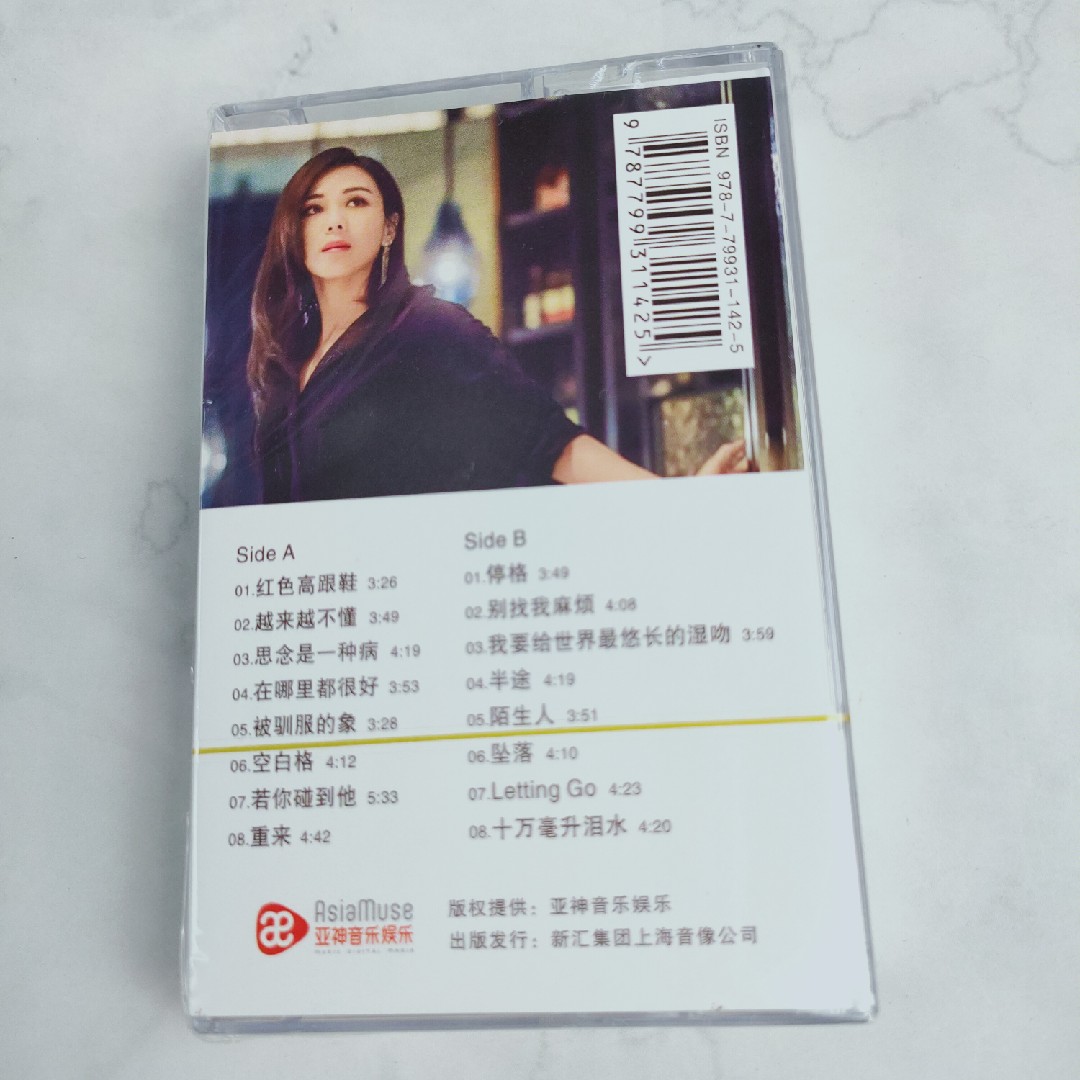 ISBN 978-7-79931-142-5
9 787799 311425 >
Side A
01.红色高跟鞋 3:26
02.越来越不懂 3:49
03.思念是一种病 4:19
04.在哪里都很好 3:53
05.被驯服的象 3:28
06.空白格 4:12
07.若你碰到他 5:33
08.重来 4:42
Side B
01.停格 3:49
02.别找我麻烦 4:08
03.我要给世界最悠长的湿吻 3:59
04.半途 4:19
05.陌生人 3:51
06.坠落 4:10
07.Letting Go 4:23
08.十万毫升泪水 4:20
AsiaMuse
亚神音乐娱乐
MUSIC DIGITAL MEDIA
版权提供：亚神音乐娱乐
出版发行：新汇集团上海音像公司